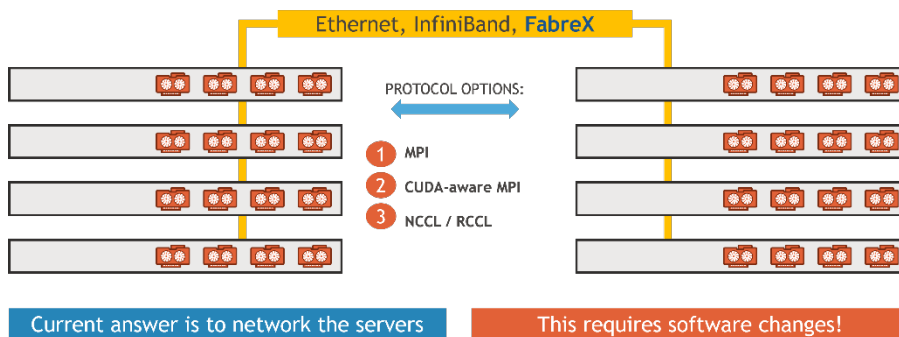 Ethernet, InfiniBand, FabreX
PROTOCOL OPTIONS:
1 MPI
2 CUDA-aware MPI
3 NCCL / RCCL
Current answer is to network the servers
This requires software changes!